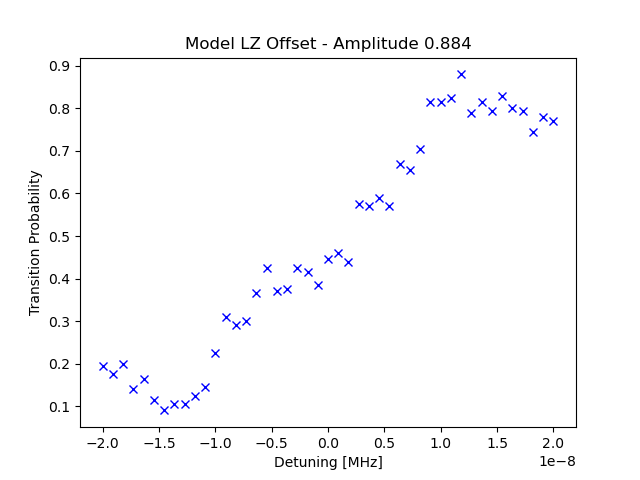 Model LZ Offset - Amplitude 0.884
0.9
0.8
0.7
0.6
0.5
0.4
0.3
0.2
0.1
Transition Probability
−2.0 −1.5 −1.0 −0.5 0.0 0.5 1.0 1.5 2.0
1e−8
Detuning [MHz]